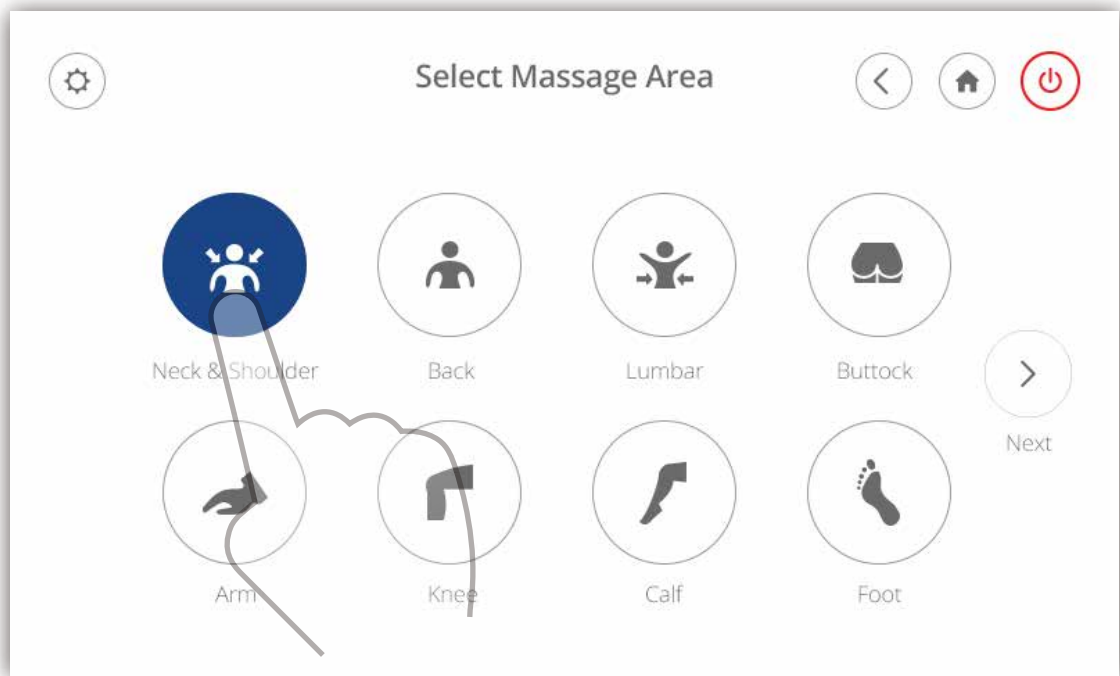 Select Massage Area
Neck & Shoulder
Back
Lumbar
Buttock
Next
Arm
Knee
Calf
Foot